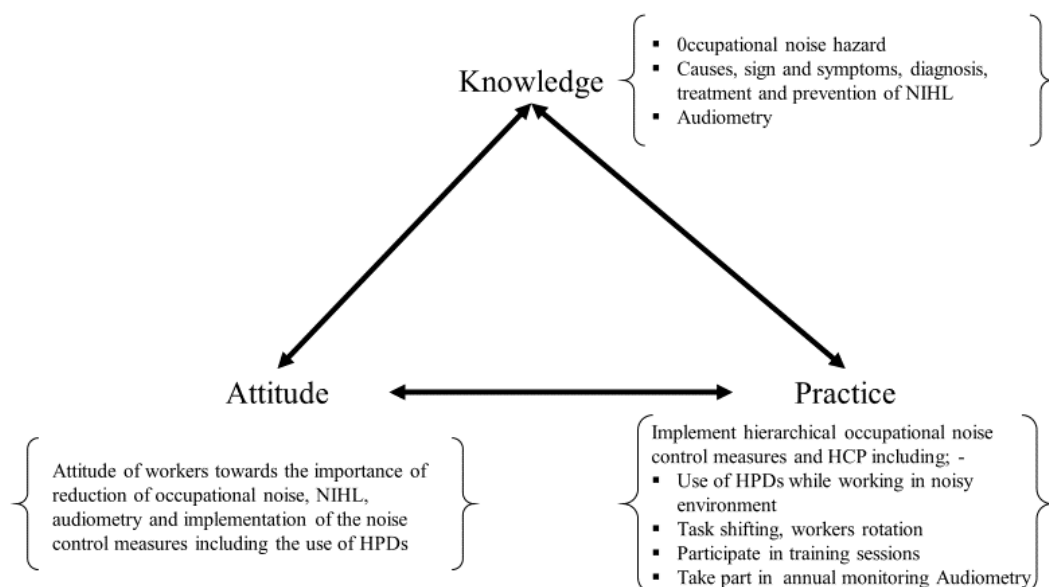 Knowledge
▪ 0ccupational noise hazard
▪ Causes, sign and symptoms, diagnosis,
treatment and prevention of NIHL
▪ Audiometry
Attitude
Practice
Attitude of workers towards the importance of
reduction of occupational noise, NIHL,
audiometry and implementation of the noise
control measures including the use of HPDs
Implement hierarchical occupational noise
control measures and HCP including; -
▪ Use of HPDs while working in noisy
environment
▪ Task shifting, workers rotation
▪ Participate in training sessions
▪ Take part in annual monitoring Audiometry